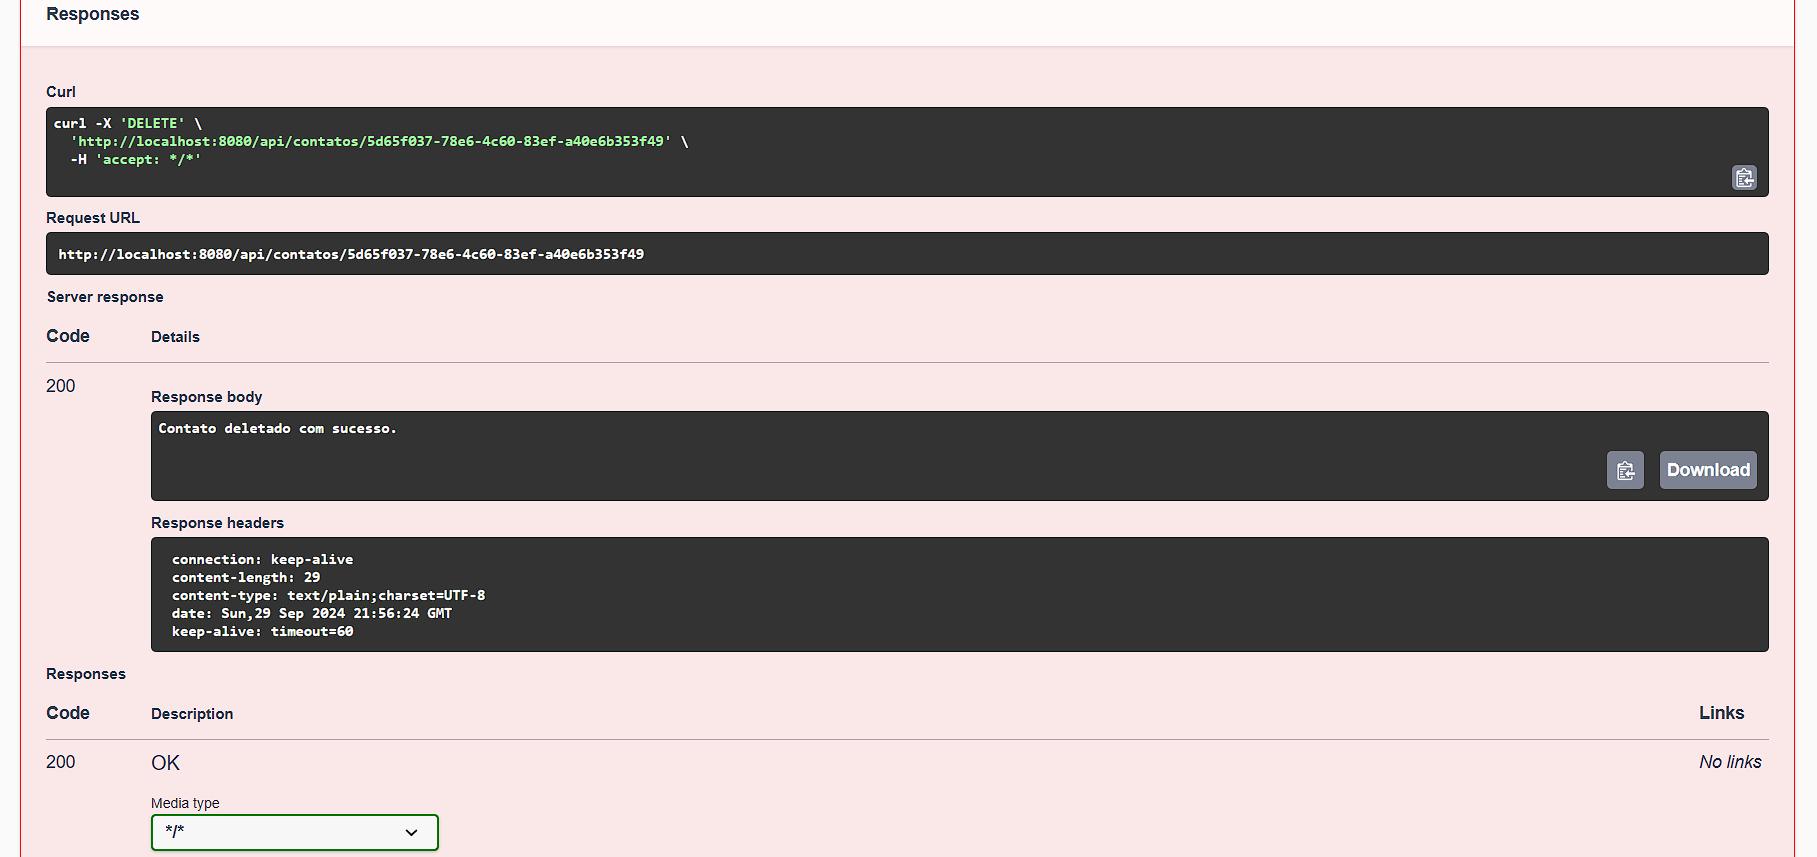 Responses
Curl
curl -X 'DELETE' \
'http://localhost:8080/api/contatos/5d65f037-78e6-4c60-83ef-a40e6b353f49' \
-H 'accept: */*'
Request URL
http://localhost:8080/api/contatos/5d65f037-78e6-4c60-83ef-a40e6b353f49
Server response
Code Details
200
Response body
Contato deletado com sucesso.
Download
Response headers
connection: keep-alive
content-length: 29
content-type: text/plain;charset=UTF-8
date: Sun,29 Sep 2024 21:56:24 GMT
keep-alive: timeout=60
Responses
Code Description Links
200 OK No links
Media type
*/*